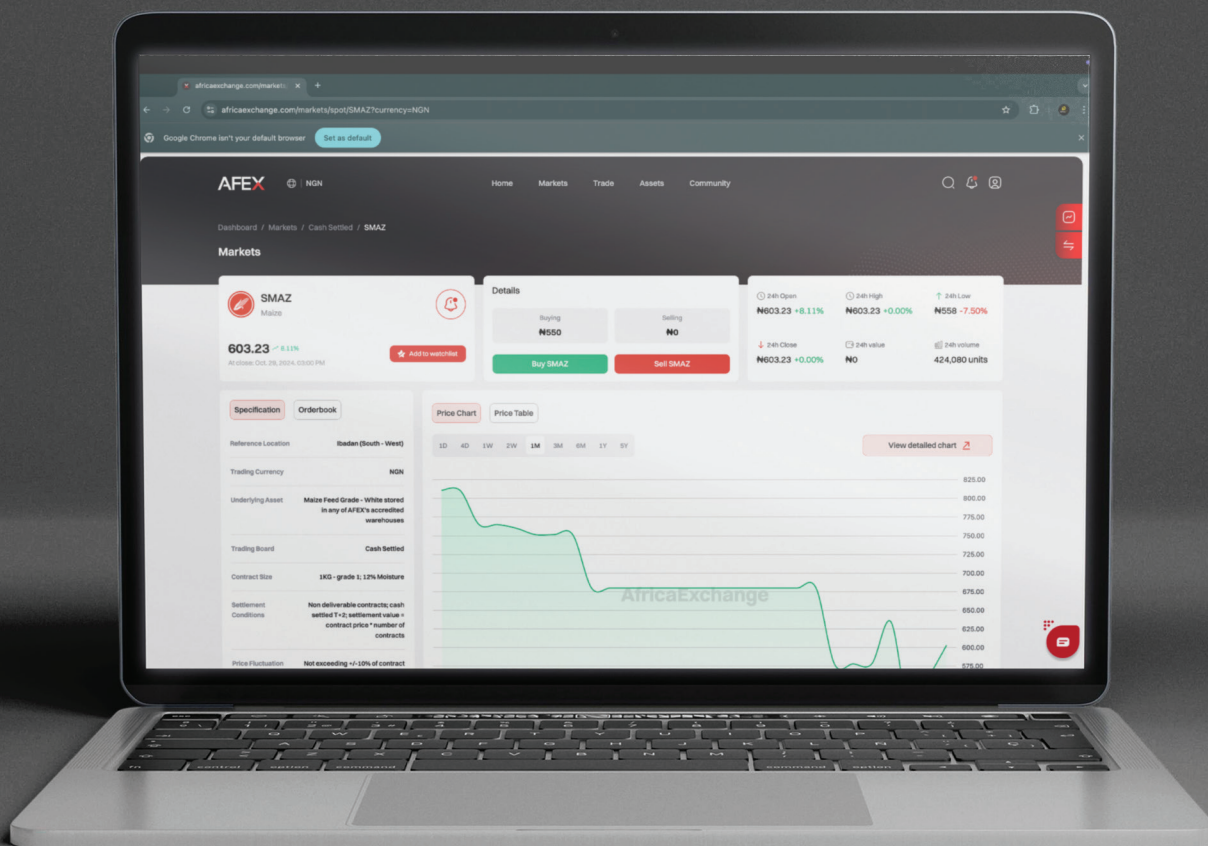 africaexchange.com/markets
africaexchange.com/markets/spot/SMAZ?currency=NGN
Google Chrome isn't your default browser
Set as default
AFEX
NGN
Home
Markets
Trade
Assets
Community
Dashboard / Markets / Cash Settled / SMAZ
Markets
SMAZ
Maize
603.23
8.11%
At close: Oct. 29, 2024, 03:00 PM
Add to watchlist
Details
Buying
₦550
Selling
₦0
Buy SMAZ
Sell SMAZ
24h Open
₦603.23 +8.11%
24h High
₦603.23 +0.00%
24h Low
₦558 -7.50%
24h Close
₦603.23 +0.00%
24h value
₦0
24h volume
424,080 units
Specification
Orderbook
Reference Location
Ibadan (South - West)
Trading Currency
NGN
Underlying Asset
Maize Feed Grade - White stored
in any of AFEX's accredited
warehouses
Trading Board
Cash Settled
Contract Size
1KG - grade 1; 12% Moisture
Settlement
Conditions
Non deliverable contracts; cash
settled T+2; settlement value =
contract price * number of
contracts
Price Fluctuation
Not exceeding +/-10% of contract
Price Chart
Price Table
1D 4D 1W 2W 1M 3M 6M 1Y 5Y
View detailed chart
825.00
800.00
775.00
750.00
725.00
700.00
675.00
650.00
625.00
600.00
575.00
AfricaExchange
control
option
command
command
option